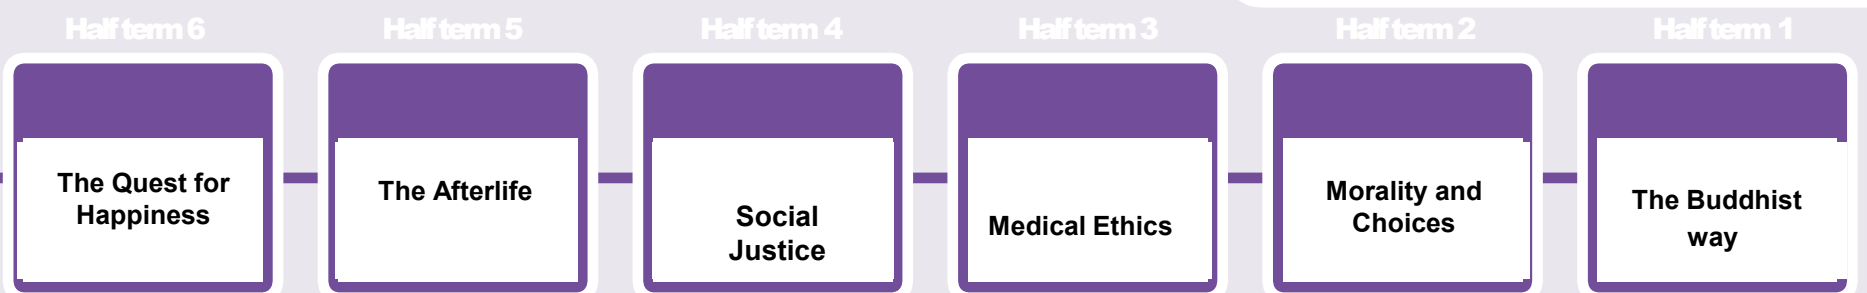 Half term 6
Half term 5
Half term 4
Half term 3
Half term 2
Half term 1
The Quest for
Happiness
The Afterlife
Social
Justice
Medical Ethics
Morality and
Choices
The Buddhist
way